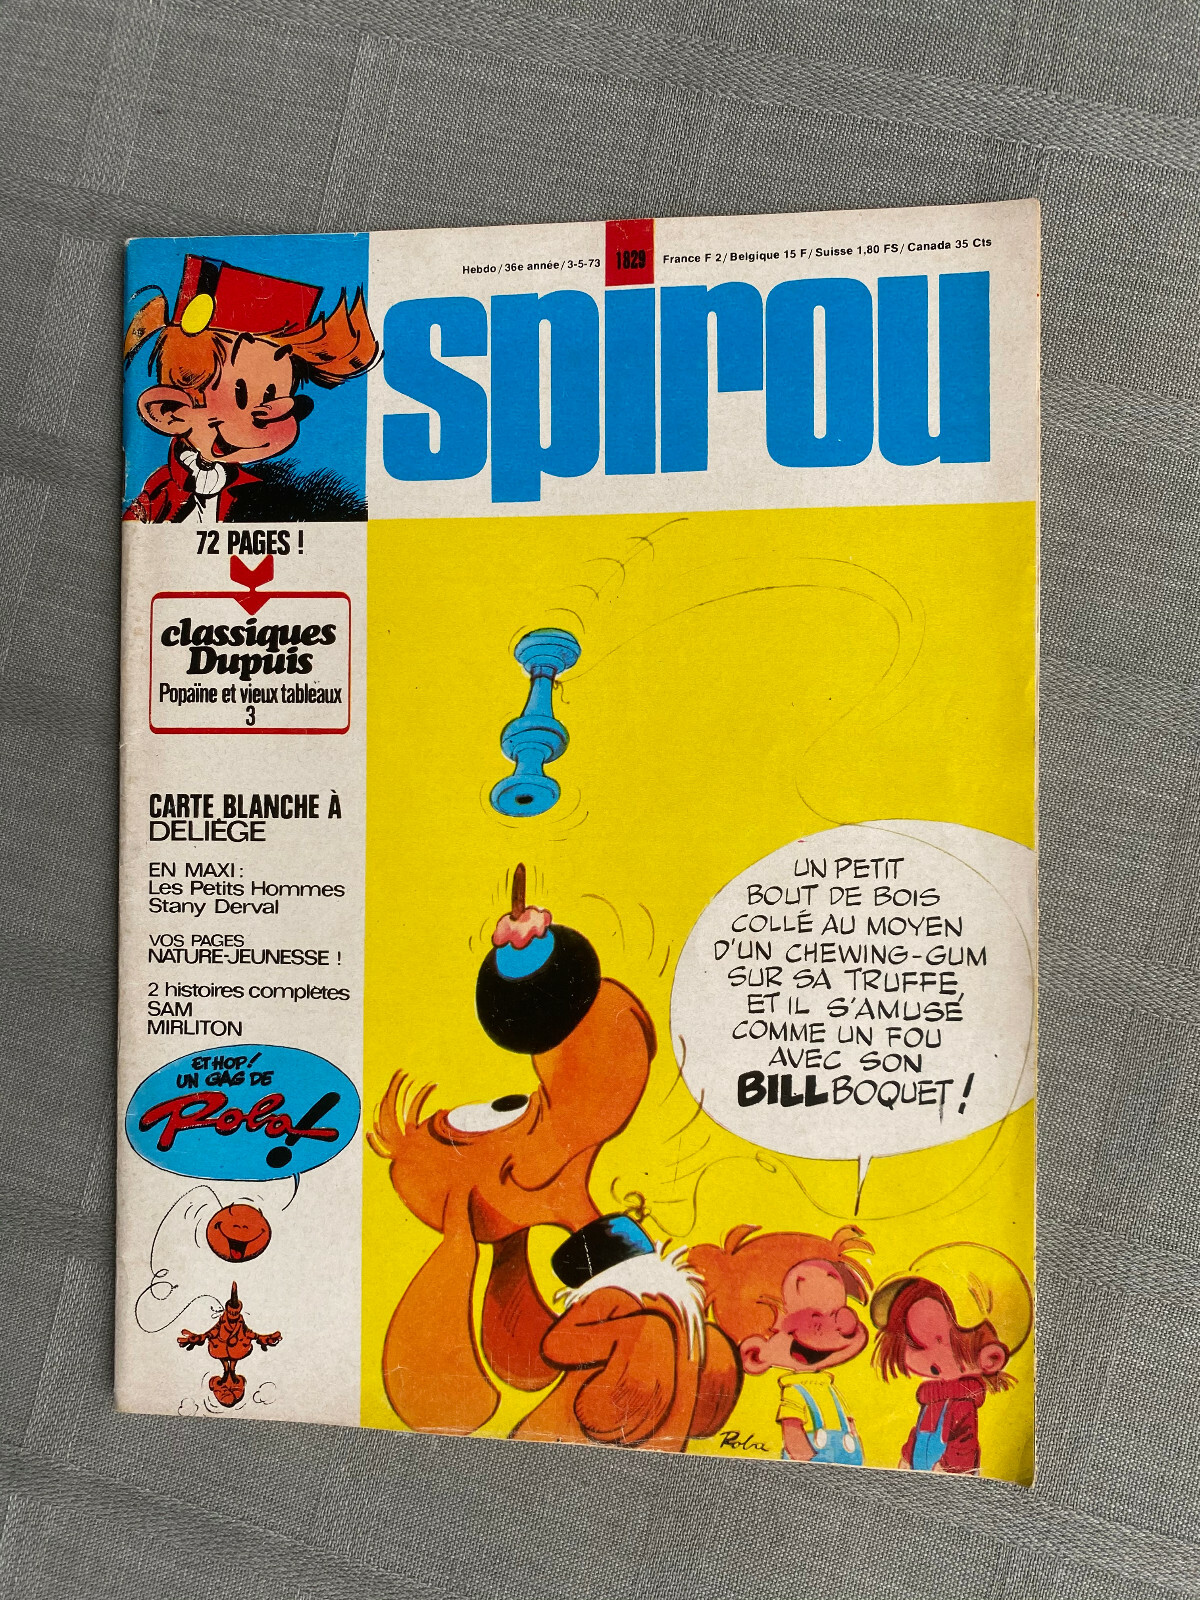 Hebdo / 36e année / 3-5-73
1829
France F 2 / Belgique 15 F / Suisse 1,80 FS / Canada 35 Cts
spirou
72 PAGES !
classiques
Dupuis
Popaïne et vieux tableaux
3
CARTE BLANCHE À
DELIÈGE
EN MAXI :
Les Petits Hommes
Stany Derval
VOS PAGES
NATURE-JEUNESSE !
2 histoires complètes
SAM
MIRLITON
ET HOP !
UN GAG DE
Roba !
UN PETIT
BOUT DE BOIS
COLLÉ AU MOYEN
D'UN CHEWING-GUM
SUR SA TRUFFE,
ET IL S'AMUSE
COMME UN FOU
AVEC SON
BILLBOQUET !
Roba